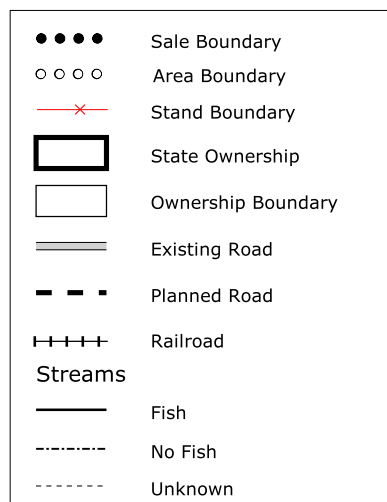 Sale Boundary
Area Boundary
Stand Boundary
State Ownership
Ownership Boundary
Existing Road
Planned Road
Railroad
Streams
Fish
No Fish
Unknown